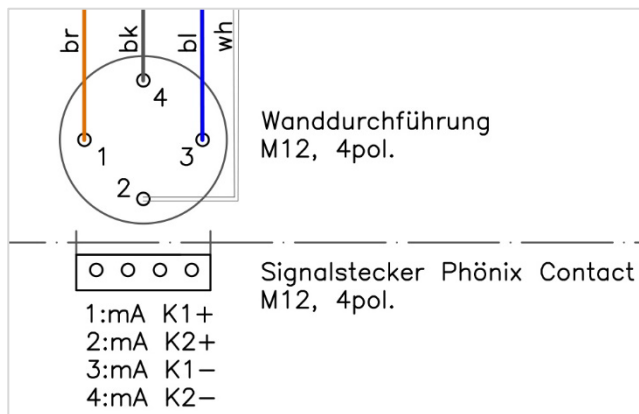 br
bk
bl
wh
4
1
3
2
Wanddurchführung
M12, 4pol.
Signalstecker Phönix Contact
M12, 4pol.
1:mA K1+
2:mA K2+
3:mA K1-
4:mA K2-